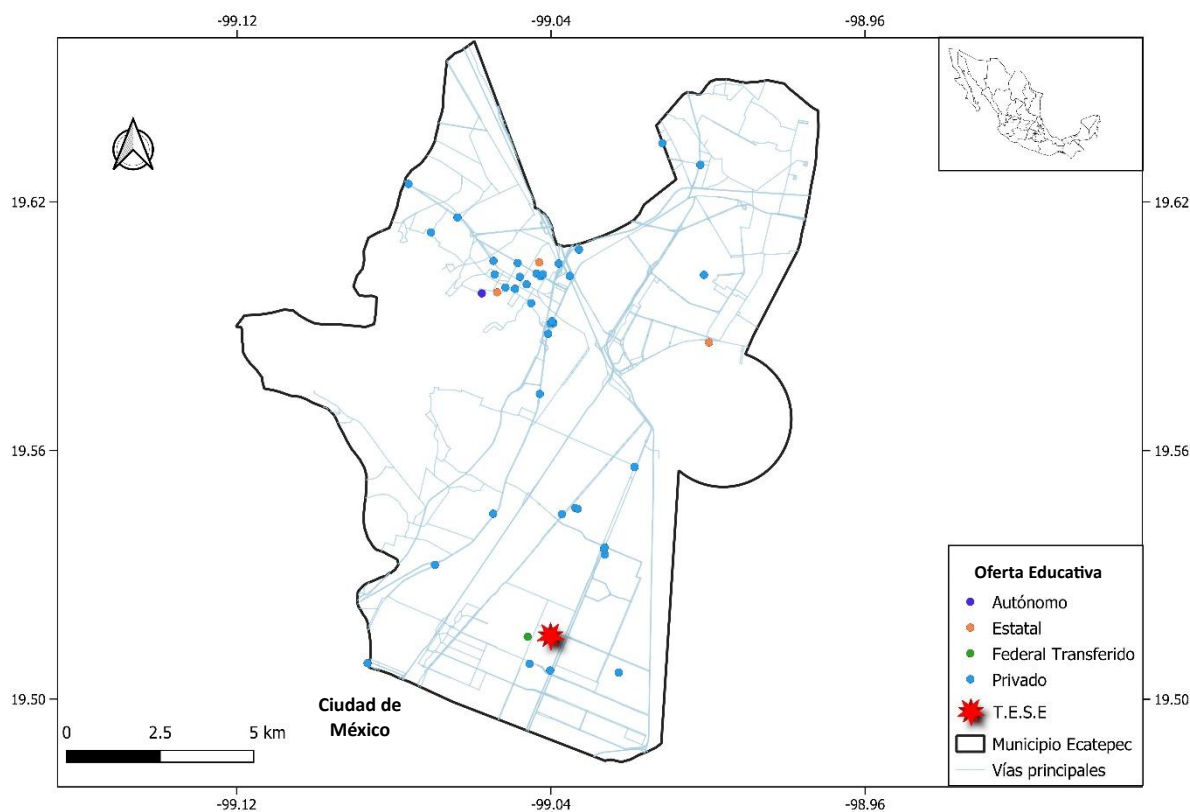 -99.12
-99.04
-98.96
19.62
19.62
19.56
19.56
Oferta Educativa
Autónomo
Estatal
Federal Transferido
Privado
T.E.S.E
Municipio Ecatepec
Vías principales
19.50
19.50
Ciudad de
México
0
2.5
5 km
-99.12
-99.04
-98.96